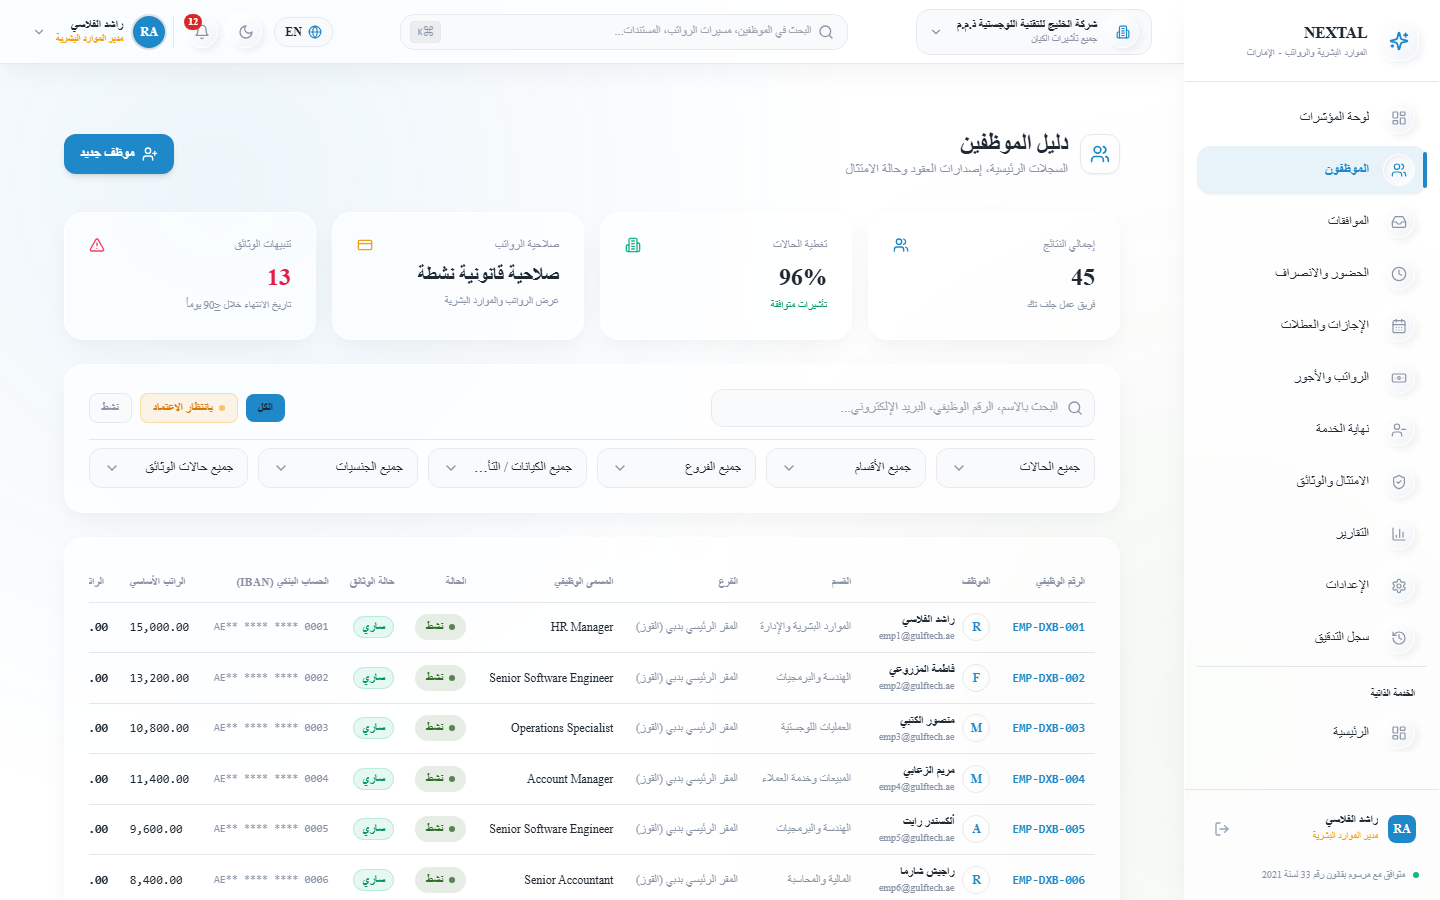 NEXTAL
الموارد البشرية والرواتب - الإمارات
شركة الخليج للتقنية اللوجستية ذ.م.م
جميع تأشيرات الكيان
البحث في الموظفين، مسيرات الرواتب، المستندات...
⌘K
EN
12
RA
راشد الفلاسي
مدير الموارد البشرية
لوحة المؤشرات
الموظفون
الموافقات
الحضور والانصراف
الإجازات والعطلات
الرواتب والأجور
نهاية الخدمة
الامتثال والوثائق
التقارير
الإعدادات
سجل التدقيق
الخدمة الذاتية
الرئيسية
RA
راشد الفلاسي
مدير الموارد البشرية
متوافق مع مرسوم بقانون رقم 33 لسنة 2021
دليل الموظفين
السجلات الرئيسية، إصدارات العقود وحالة الامتثال
موظف جديد
إجمالي النتائج
45
فريق عمل جلف تك
تغطية الحالات
96%
تأشيرات متوافقة
صلاحية الرواتب
صلاحية قانونية نشطة
عرض الرواتب والموارد البشرية
تنبيهات الوثائق
13
تاريخ الانتهاء خلال <90 يوماً
البحث بالاسم، الرقم الوظيفي، البريد الإلكتروني...
الكل
بانتظار الاعتماد
نشط
جميع الحالات
جميع الأقسام
جميع الفروع
جميع الكيانات / التأ...
جميع الجنسيات
جميع حالات الوثائق
الرقم الوظيفي الموظف القسم الفرع المسمى الوظيفي الحالة حالة الوثائق الحساب البنكي (IBAN) الراتب الأساسي الرات
EMP-DXB-001 R راشد الفلاسي الموارد البشرية والإدارة المقر الرئيسي بدبي (القوز) HR Manager نشط ساري AE** **** **** 0001 15,000.00 .00
emp1@gulftech.ae
EMP-DXB-002 F فاطمة المزروعي الهندسة والبرمجيات المقر الرئيسي بدبي (القوز) Senior Software Engineer نشط ساري AE** **** **** 0002 13,200.00 .00
emp2@gulftech.ae
EMP-DXB-003 M منصور الكتبي العمليات اللوجستية المقر الرئيسي بدبي (القوز) Operations Specialist نشط ساري AE** **** **** 0003 10,800.00 .00
emp3@gulftech.ae
EMP-DXB-004 M مريم الزعابي المبيعات وخدمة العملاء المقر الرئيسي بدبي (القوز) Account Manager نشط ساري AE** **** **** 0004 11,400.00 .00
emp4@gulftech.ae
EMP-DXB-005 A ألكسندر رايت الهندسة والبرمجيات المقر الرئيسي بدبي (القوز) Senior Software Engineer نشط ساري AE** **** **** 0005 9,600.00 .00
emp5@gulftech.ae
EMP-DXB-006 R راجيش شارما المالية والمحاسبة المقر الرئيسي بدبي (القوز) Senior Accountant نشط ساري AE** **** **** 0006 8,400.00 .00
emp6@gulftech.ae